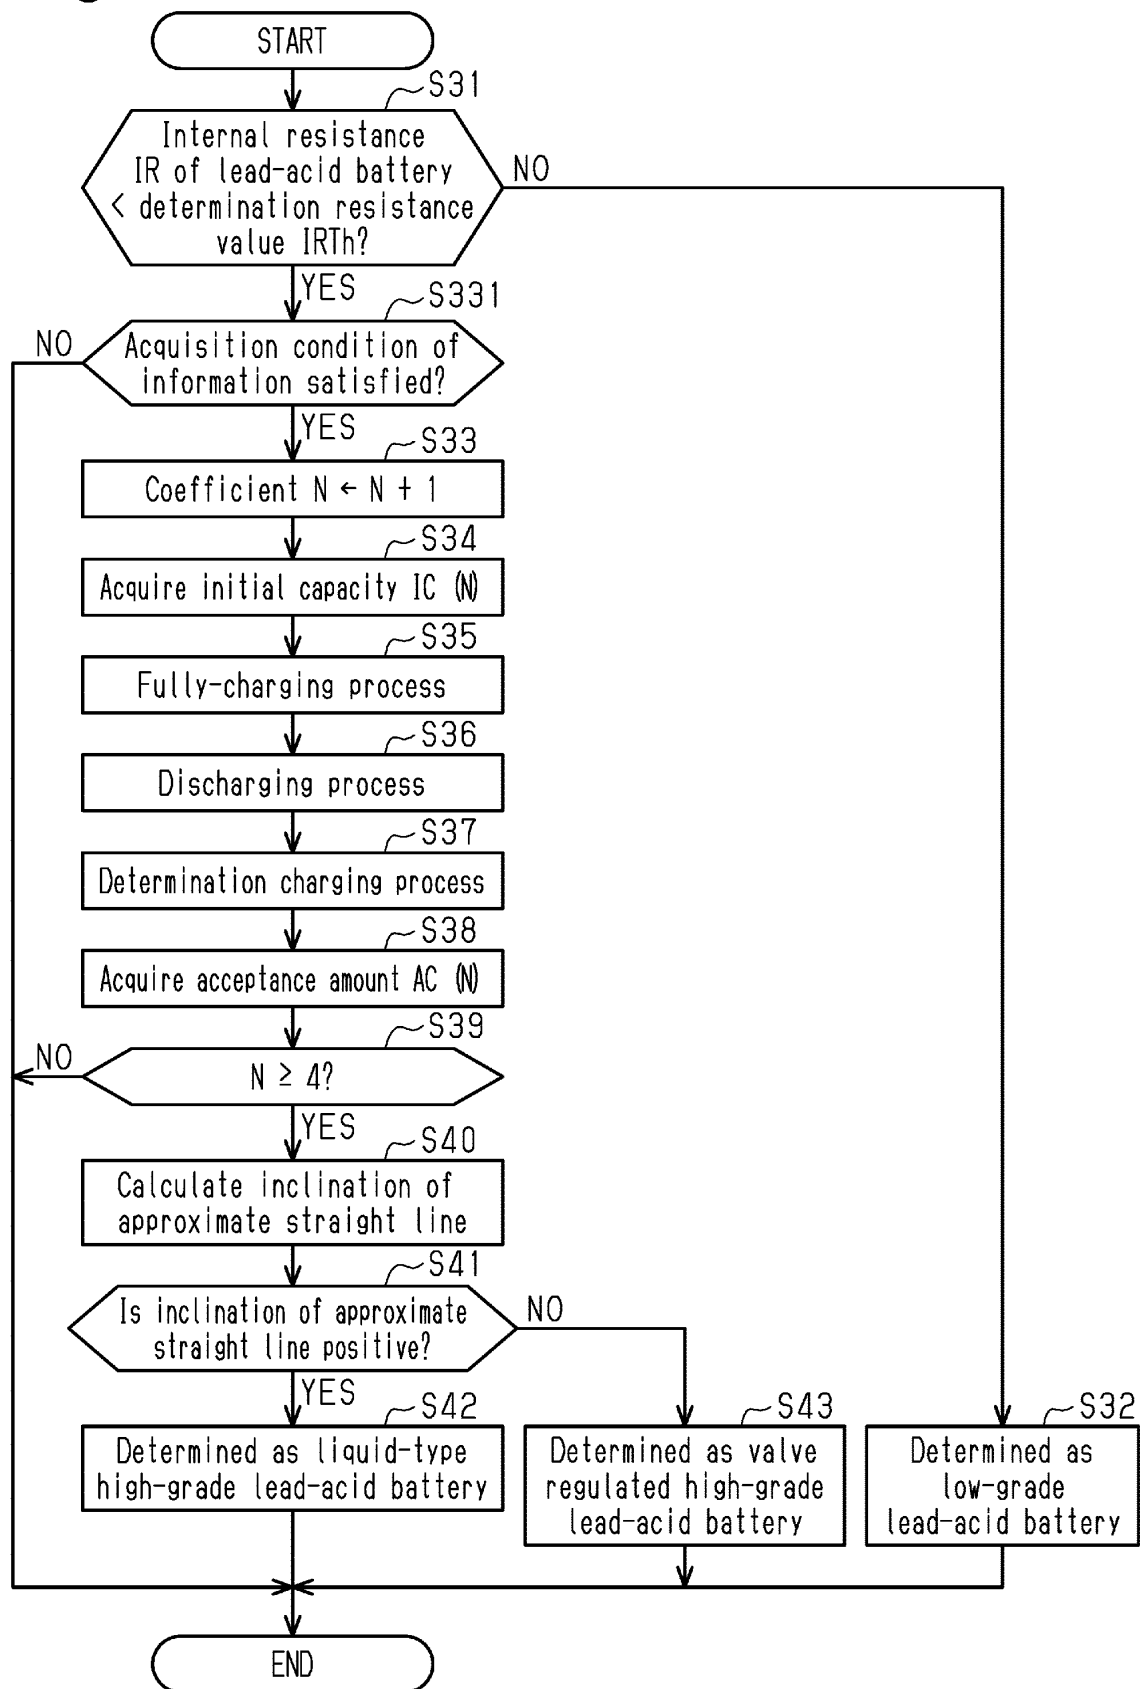 START
S31
Internal resistance
IR of lead-acid battery
< determination resistance
value IRTh?
NO
YES
S331
NO
Acquisition condition of
information satisfied?
YES
S33
Coefficient N ← N + 1
S34
Acquire initial capacity IC (N)
S35
Fully-charging process
S36
Discharging process
S37
Determination charging process
S38
Acquire acceptance amount AC (N)
S39
NO
N ≥ 4?
YES
S40
Calculate inclination of
approximate straight line
S41
Is inclination of approximate
straight line positive?
NO
YES
S42
Determined as liquid-type
high-grade lead-acid battery
S43
Determined as valve
regulated high-grade
lead-acid battery
S32
Determined as
low-grade
lead-acid battery
END